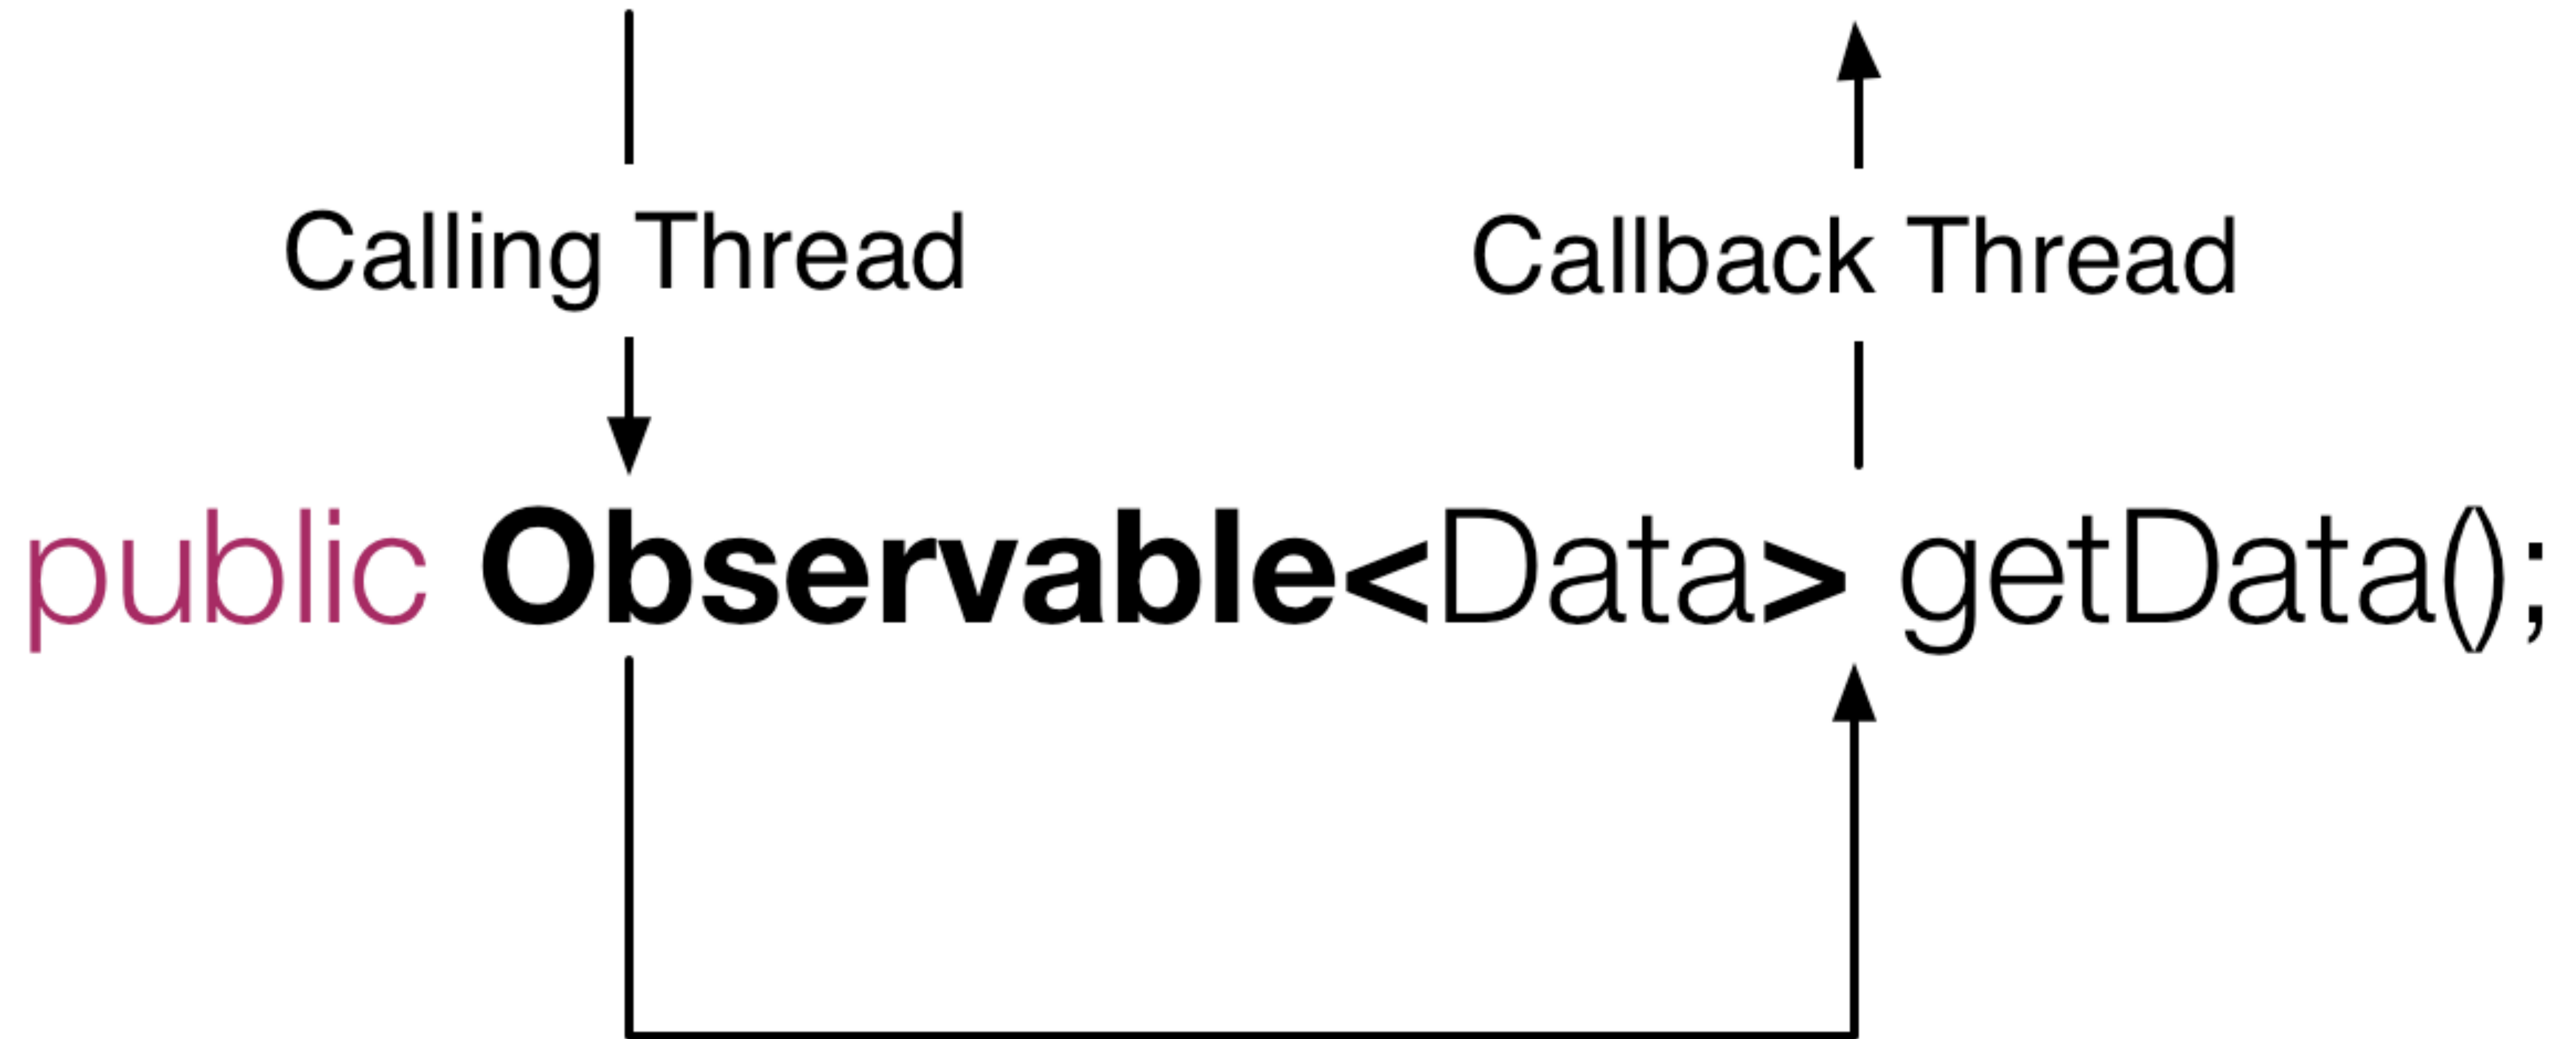 Calling Thread
Callback Thread
public Observable<Data> getData();